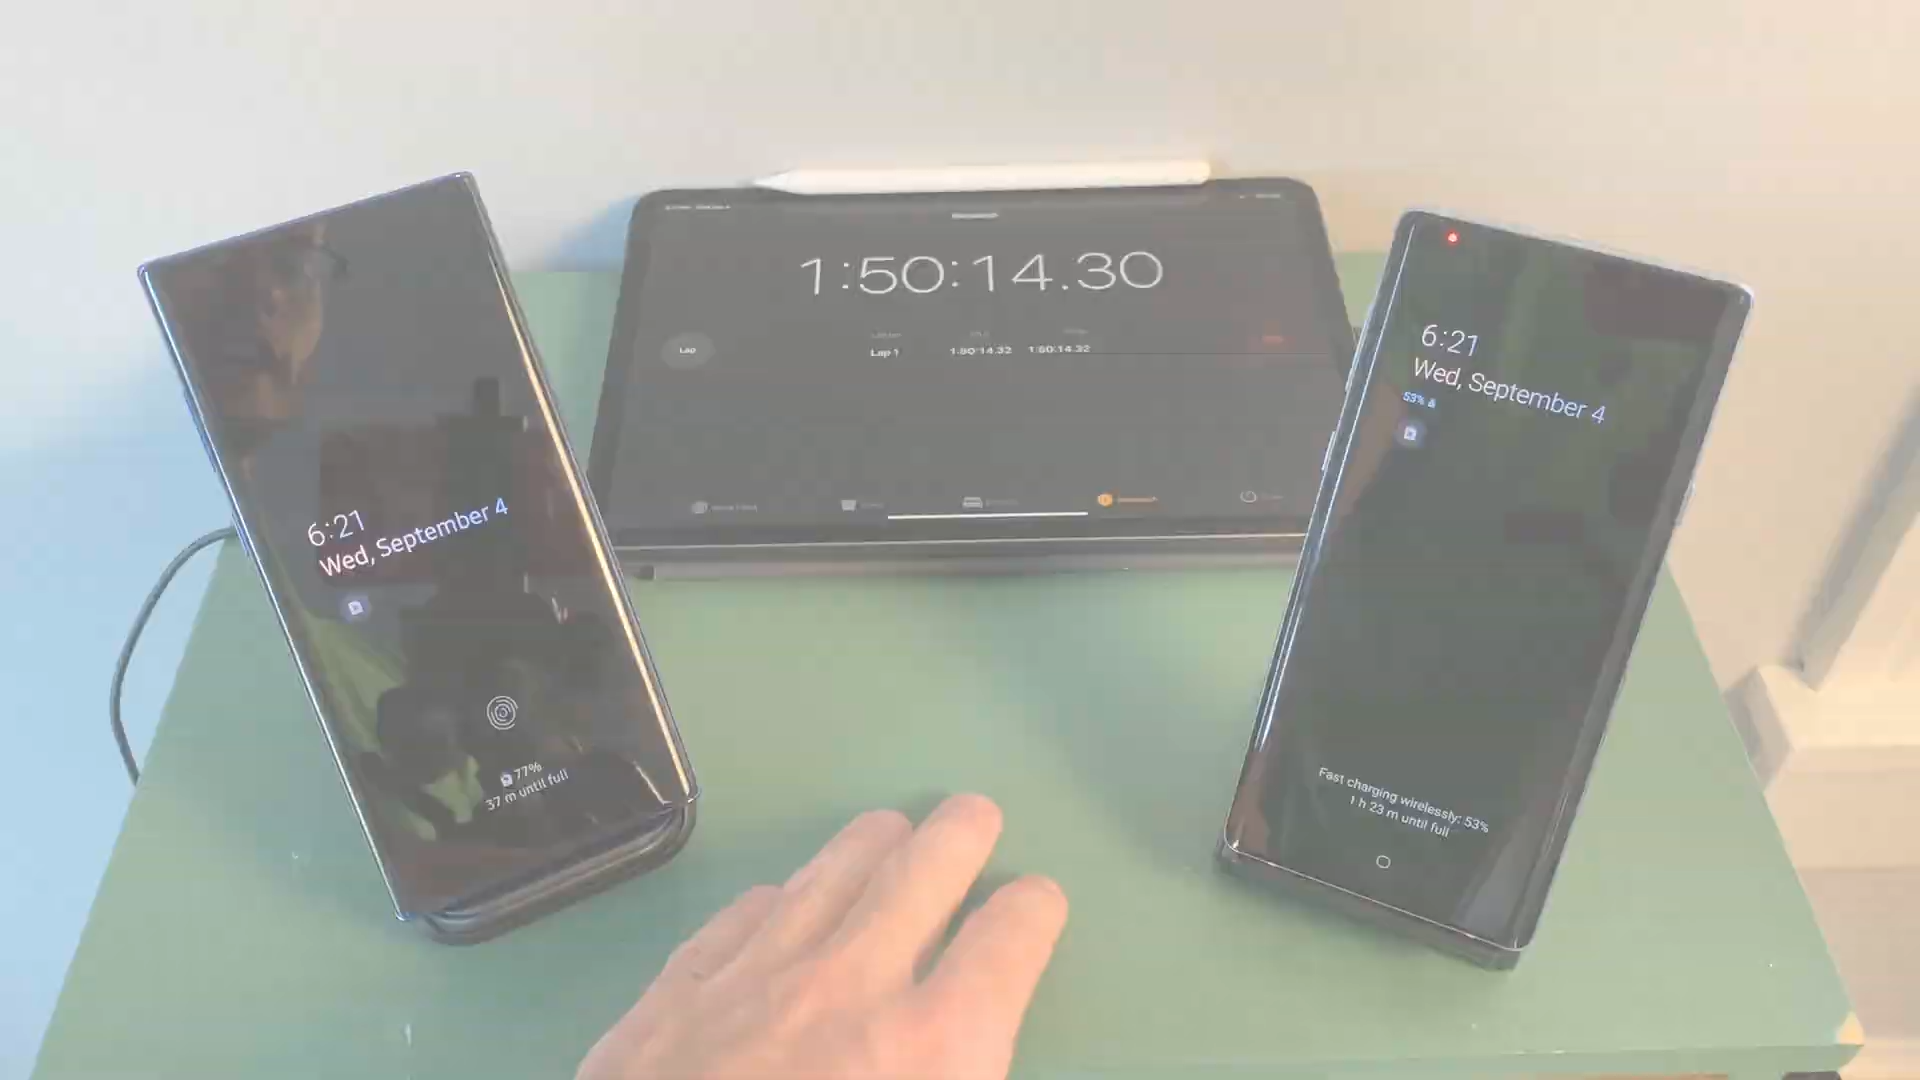 1:50:14.30
Lap
Lap 1 1:50:14.32 1:50:14.32
6:21
Wed, September 4
77%
37 m until full
6:21
Wed, September 4
53%
Fast charging wirelessly: 53%
1 h 23 m until full